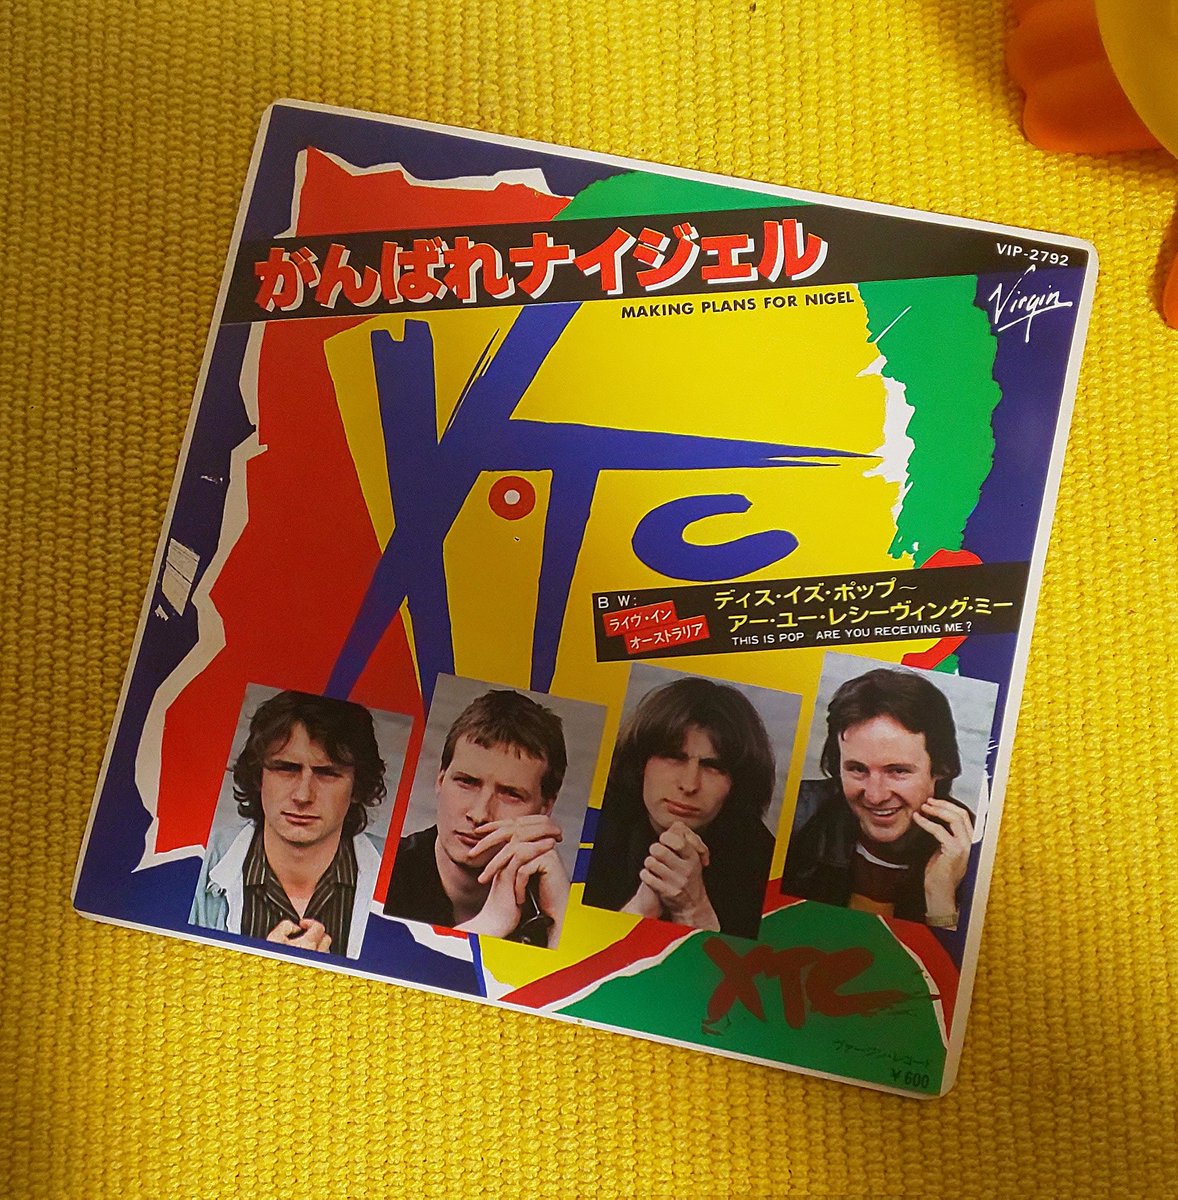 がんばれナイジェル
VIP-2792
Virgin
MAKING PLANS FOR NIGEL
XTC
B W:
ライヴ・イン
オーストラリア
ディス・イズ・ポップ~
アー・ユー・レシーヴィング・ミー
THIS IS POP ARE YOU RECEIVING ME?
XTC
ヴァージン・レコード
¥600